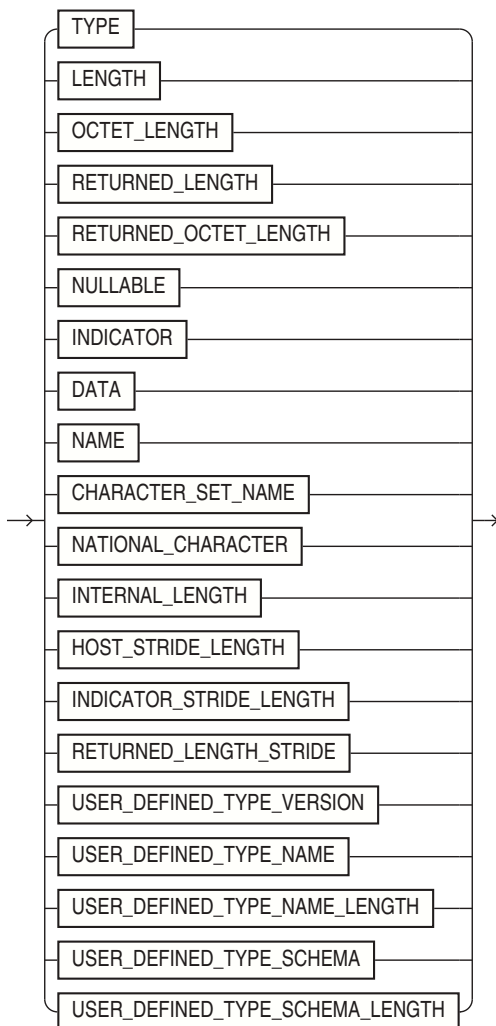 TYPE
LENGTH
OCTET_LENGTH
RETURNED_LENGTH
RETURNED_OCTET_LENGTH
NULLABLE
INDICATOR
DATA
NAME
CHARACTER_SET_NAME
NATIONAL_CHARACTER
INTERNAL_LENGTH
HOST_STRIDE_LENGTH
INDICATOR_STRIDE_LENGTH
RETURNED_LENGTH_STRIDE
USER_DEFINED_TYPE_VERSION
USER_DEFINED_TYPE_NAME
USER_DEFINED_TYPE_NAME_LENGTH
USER_DEFINED_TYPE_SCHEMA
USER_DEFINED_TYPE_SCHEMA_LENGTH